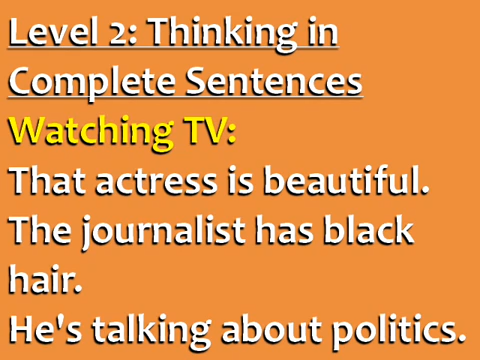 Level 2: Thinking in
Complete Sentences
Watching TV:
That actress is beautiful.
The journalist has black
hair.
He's talking about politics.